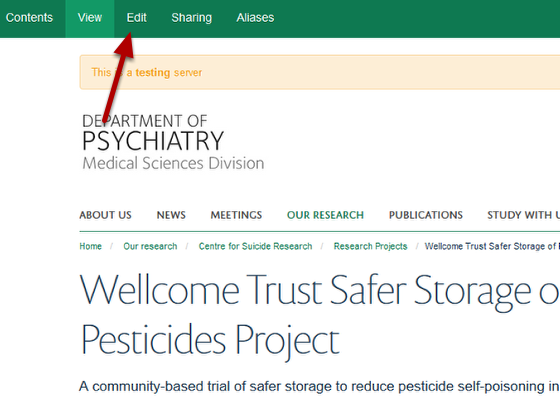 Contents View Edit Sharing Aliases
This is a testing server
DEPARTMENT OF
PSYCHIATRY
Medical Sciences Division
ABOUT US NEWS MEETINGS OUR RESEARCH PUBLICATIONS STUDY WITH U
Home / Our research / Centre for Suicide Research / Research Projects / Wellcome Trust Safer Storage of
Wellcome Trust Safer Storage o
Pesticides Project
A community-based trial of safer storage to reduce pesticide self-poisoning in